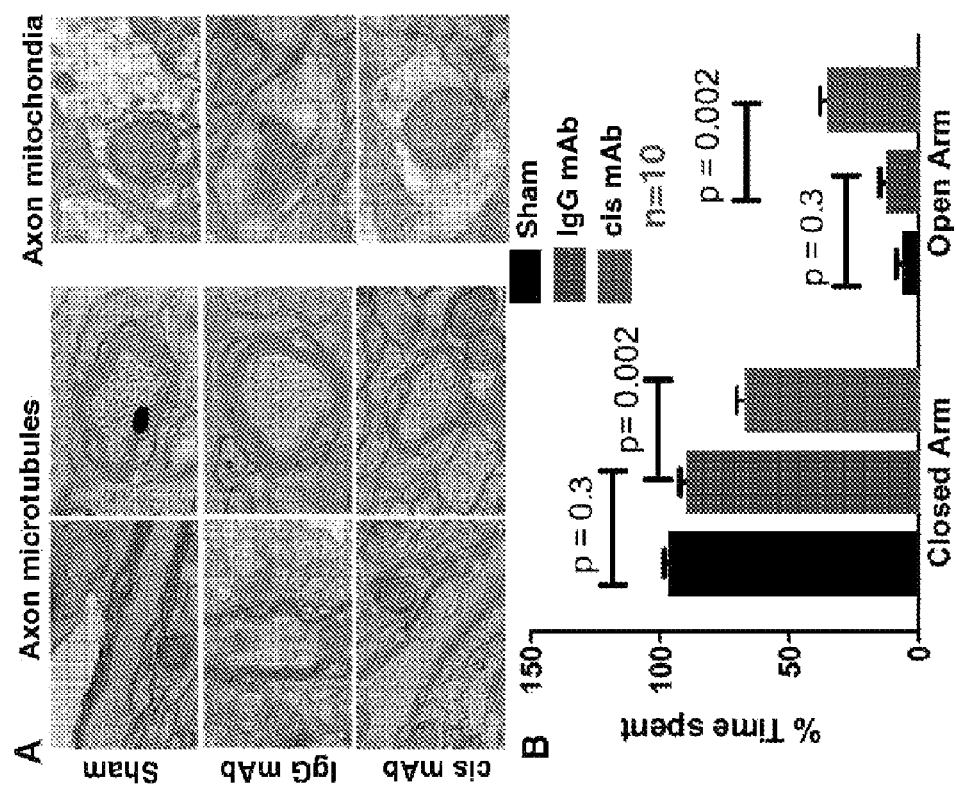 A
Axon microtubules
Axon mitochondia
Sham
IgG mAb
cis mAb
B
Sham
IgG mAb
cis mAb
n=10
% Time spent
150
100
50
0
p = 0.3
p= 0.002
p = 0.3
p = 0.002
Closed Arm
Open Arm